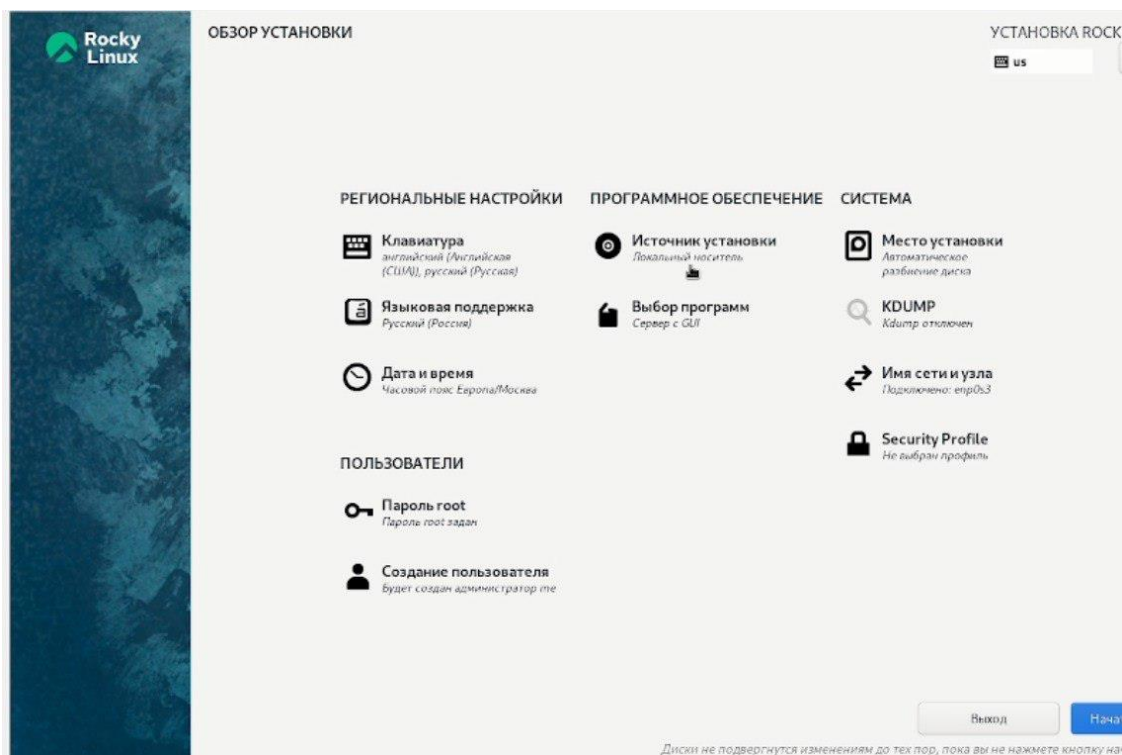 Rocky
Linux
ОБЗОР УСТАНОВКИ
УСТАНОВКА ROCK
us
РЕГИОНАЛЬНЫЕ НАСТРОЙКИ
Клавиатура
английский (Английская
(США)), русский (Русская)
Языковая поддержка
Русский (Россия)
Дата и время
Часовой пояс Европа/Москва
ПРОГРАММНОЕ ОБЕСПЕЧЕНИЕ
Источник установки
Локальный носитель
Выбор программ
Сервер с GUI
СИСТЕМА
Место установки
Автоматическое
разбиение диска
KDUMP
Kdump отключен
Имя сети и узла
Подключено: enp0s3
Security Profile
Не выбран профиль
ПОЛЬЗОВАТЕЛИ
Пароль root
Пароль root задан
Создание пользователя
Будет создан администратор me
Выход
Начат
Диски не подвергнутся изменениям до тех пор, пока вы не нажмете кнопку на